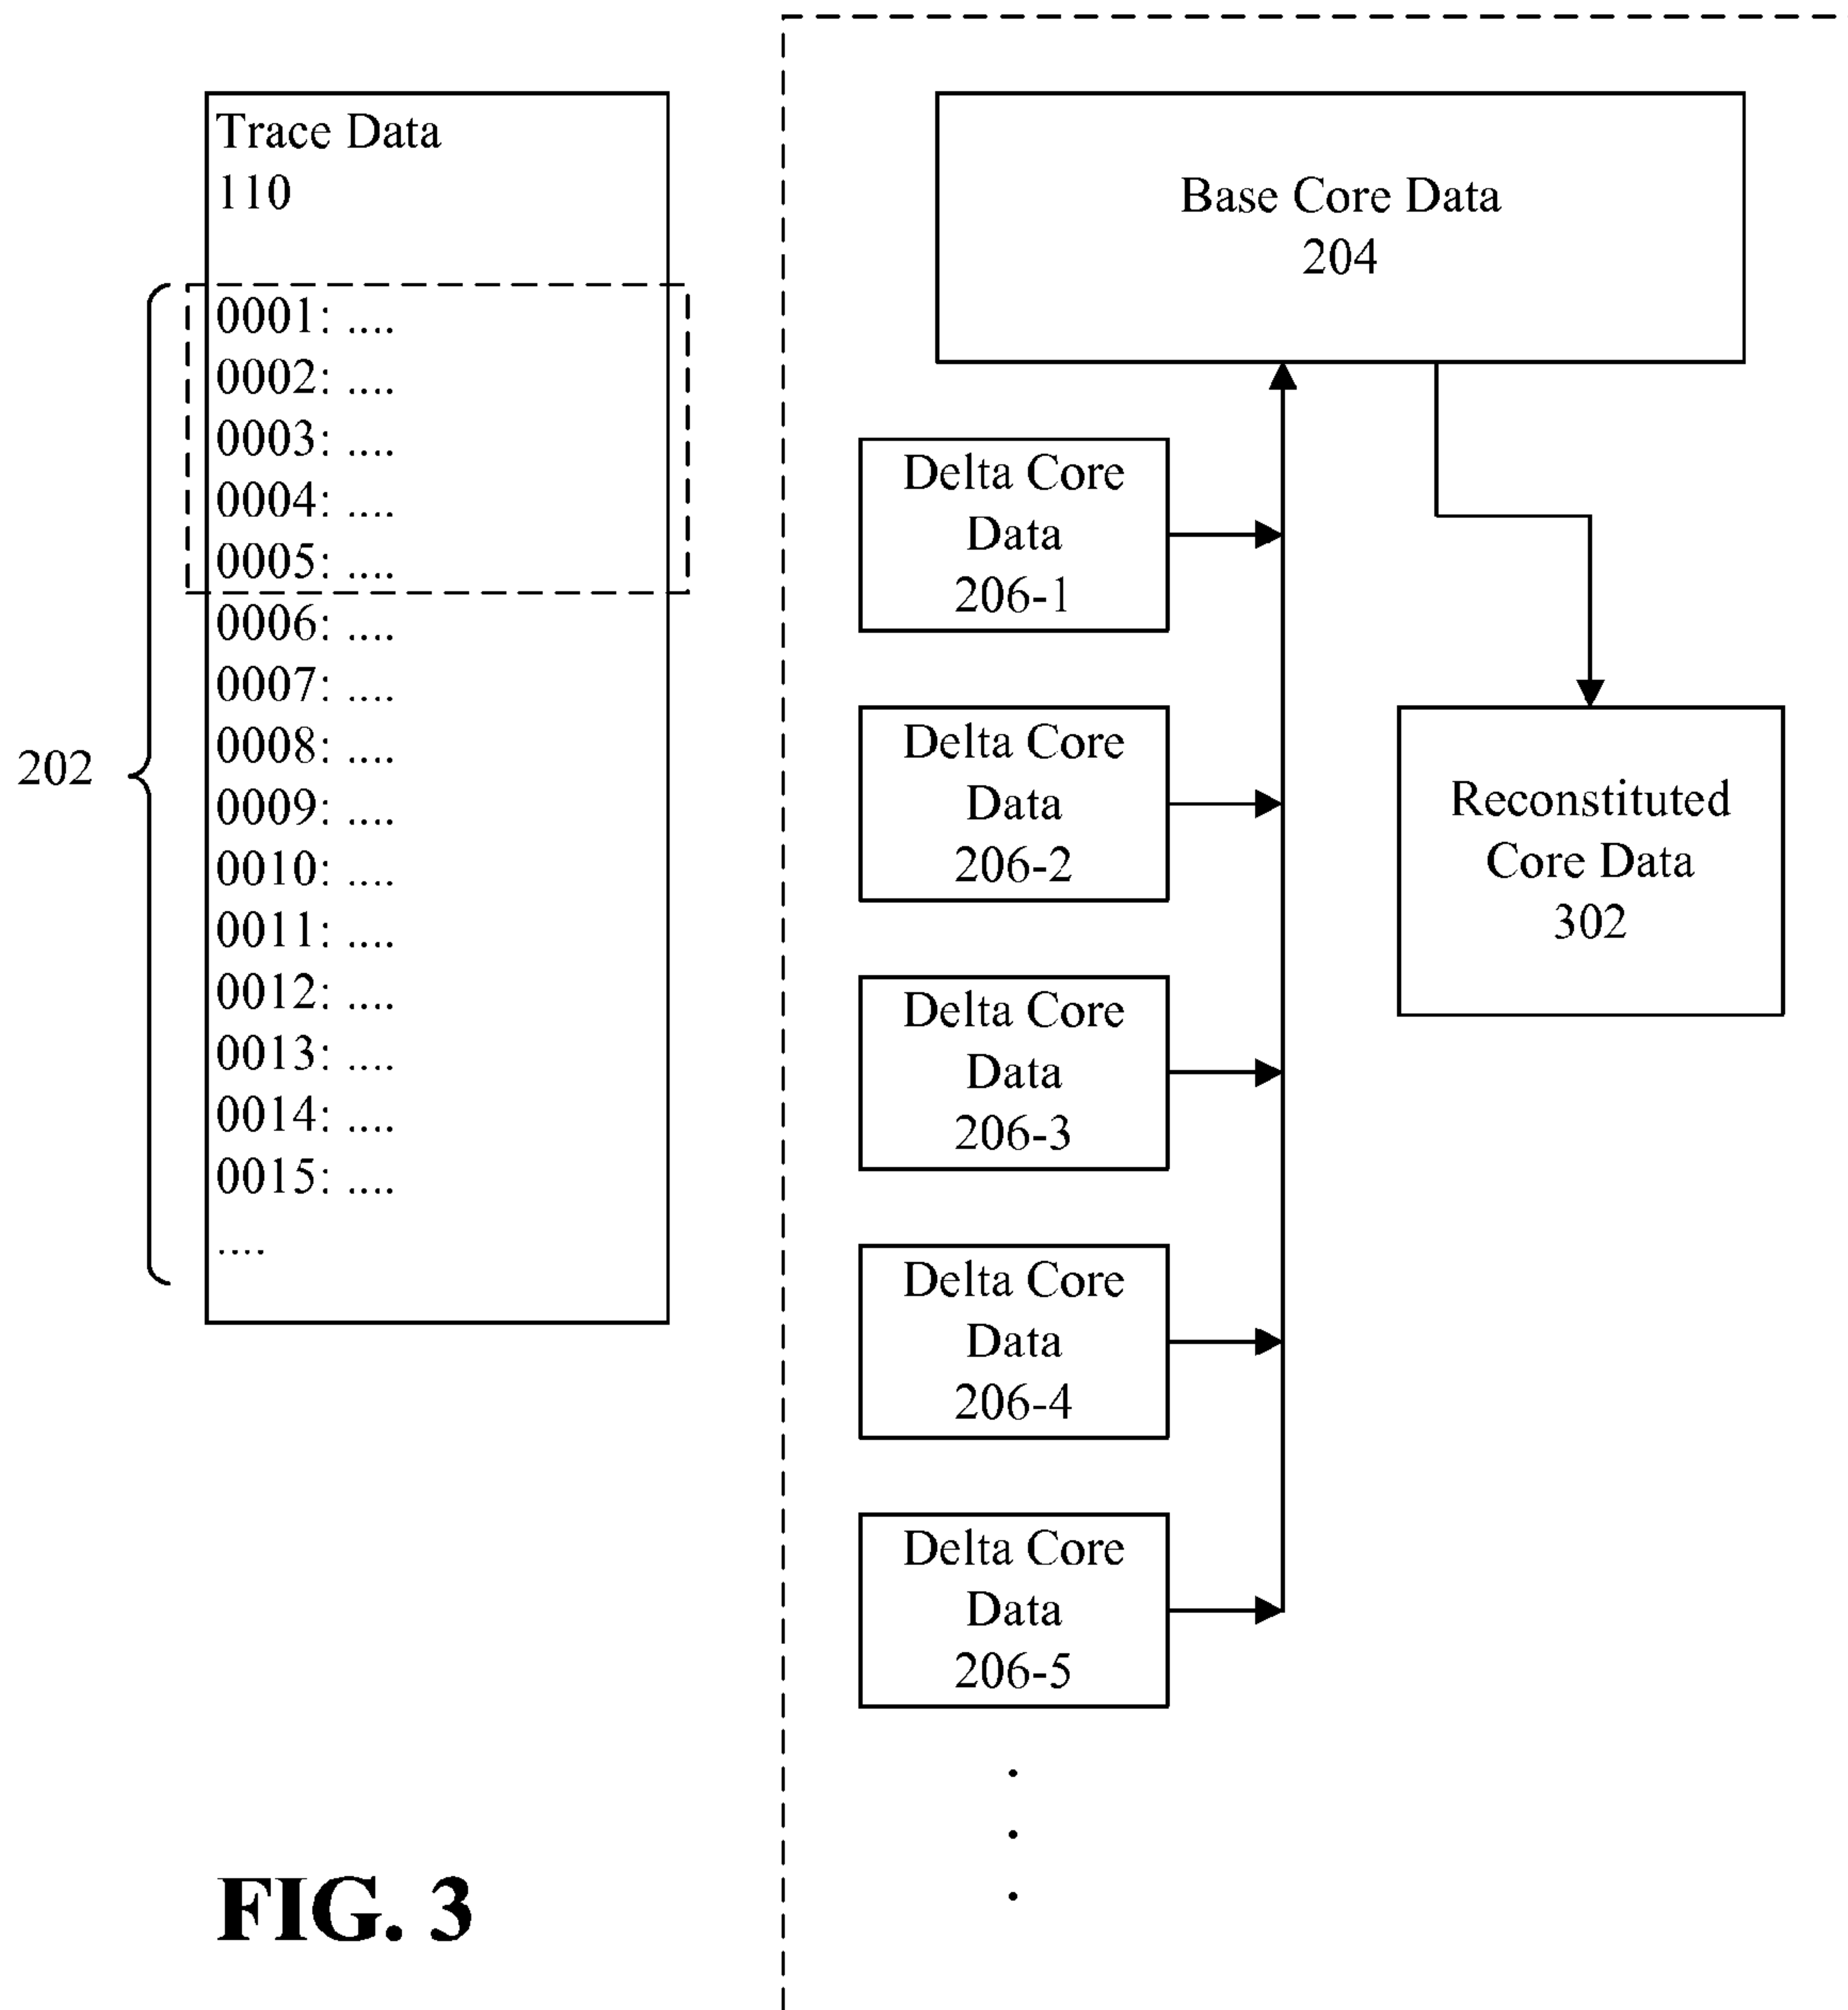 Trace Data
110
0001: ....
0002: ....
0003: ....
0004: ....
0005: ....
0006: ....
0007: ....
0008: ....
0009: ....
0010: ....
0011: ....
0012: ....
0013: ....
0014: ....
0015: ....
....
202
Base Core Data
204
Delta Core
Data
206-1
Delta Core
Data
206-2
Delta Core
Data
206-3
Delta Core
Data
206-4
Delta Core
Data
206-5
.
.
.
Reconstituted
Core Data
302
FIG. 3